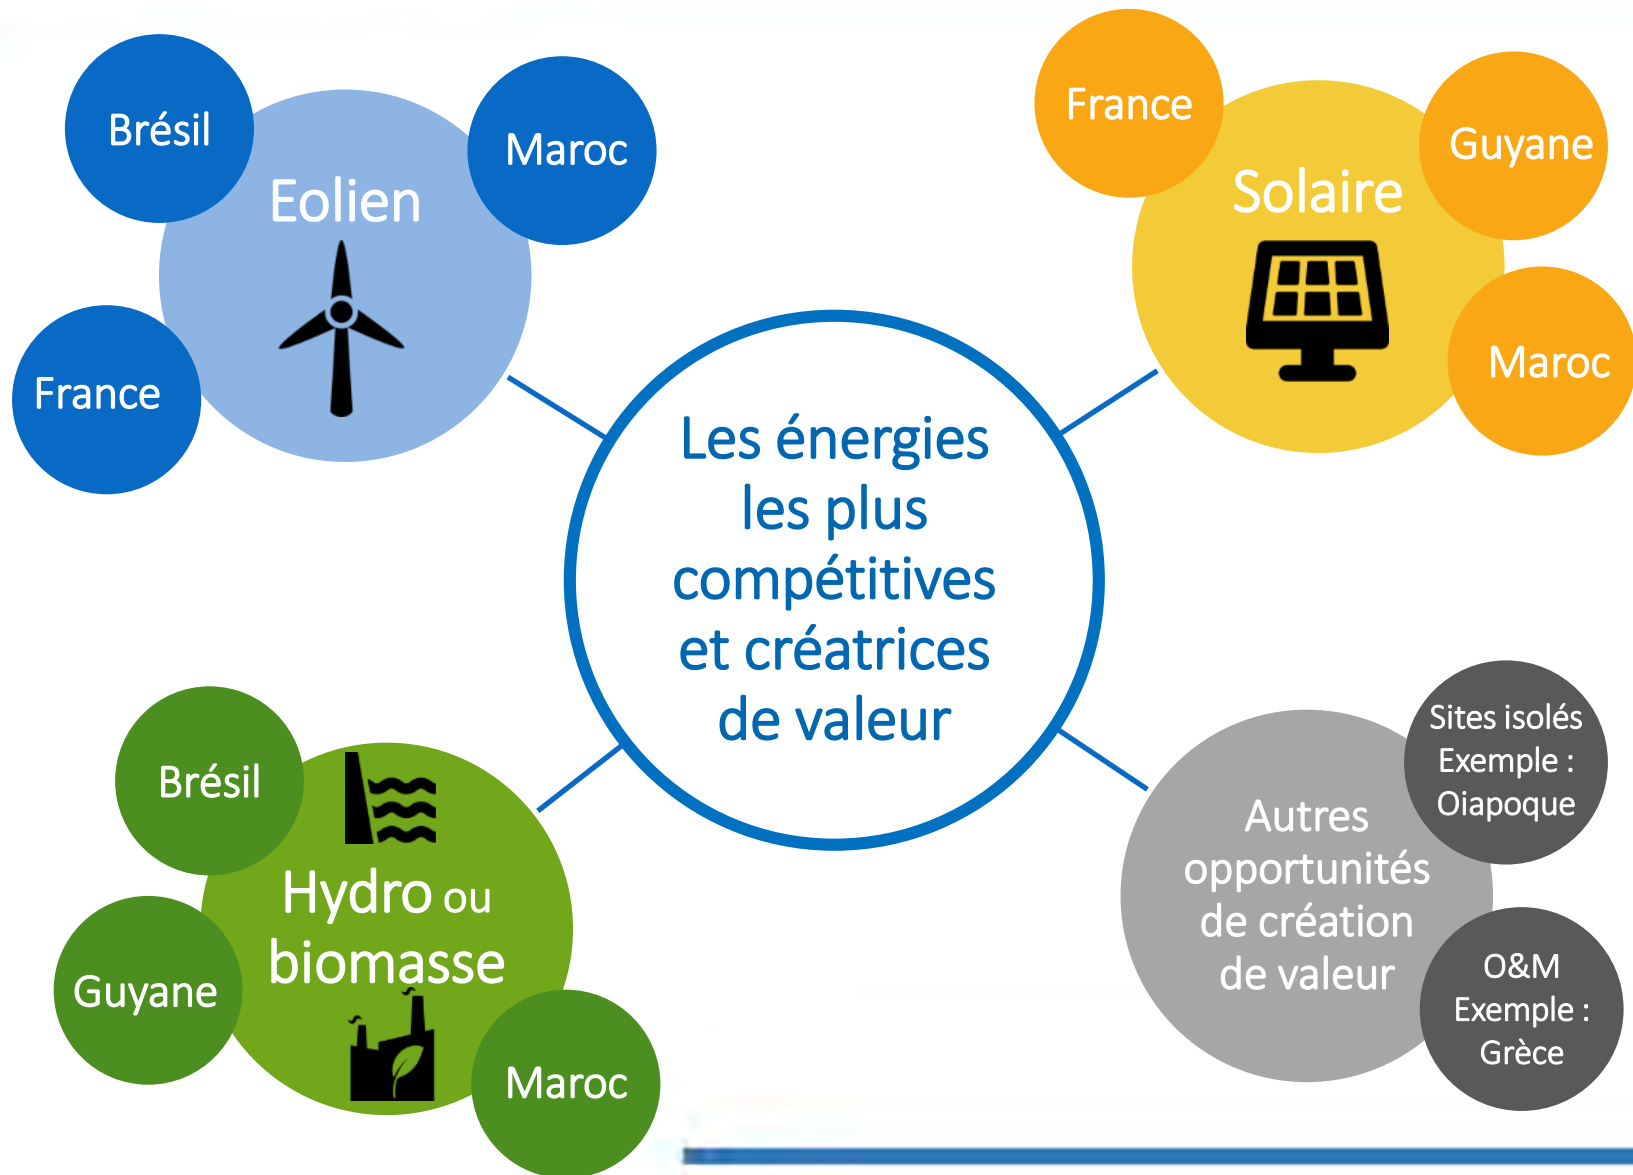 Brésil
Maroc
Eolien
France
France
Guyane
Solaire
Maroc
Les énergies
les plus
compétitives
et créatrices
de valeur
Brésil
Hydro ou
biomasse
Guyane
Maroc
Autres
opportunités
de création
de valeur
Sites isolés
Exemple :
Oiapoque
O&M
Exemple :
Grèce